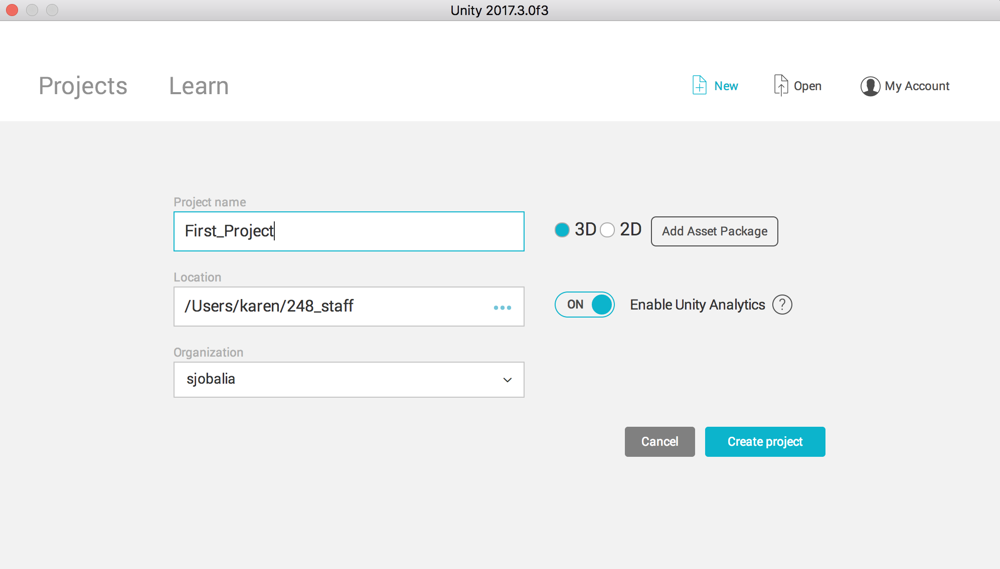 Unity 2017.3.0f3
Projects Learn New Open My Account
Project name
First_Project
3D 2D Add Asset Package
Location
/Users/karen/248_staff
ON Enable Unity Analytics ?
Organization
sjobalia
Cancel Create project